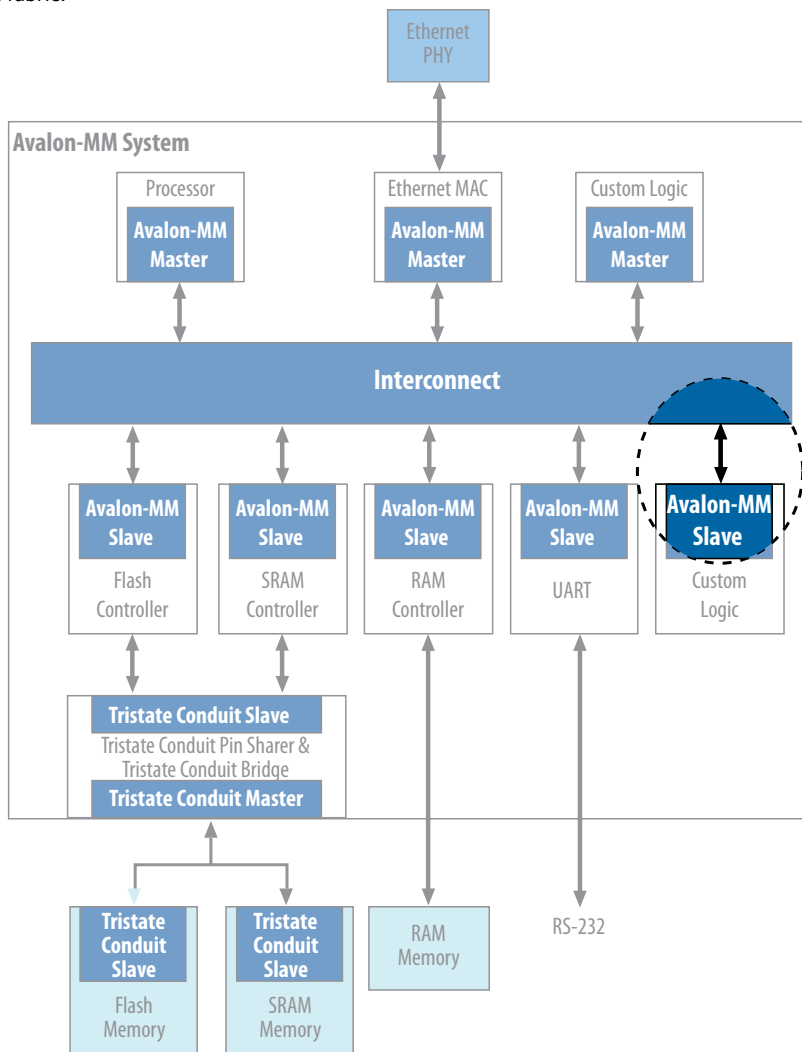 Ethernet
PHY
Avalon-MM System
Processor
Avalon-MM
Master
Ethernet MAC
Avalon-MM
Master
Custom Logic
Avalon-MM
Master
Interconnect
Avalon-MM
Slave
Flash
Controller
Avalon-MM
Slave
SRAM
Controller
Avalon-MM
Slave
RAM
Controller
Avalon-MM
Slave
UART
Avalon-MM
Slave
Custom
Logic
Tristate Conduit Slave
Tristate Conduit Pin Sharer &
Tristate Conduit Bridge
Tristate Conduit Master
Tristate
Conduit
Slave
Flash
Memory
Tristate
Conduit
Slave
SRAM
Memory
RAM
Memory
RS-232